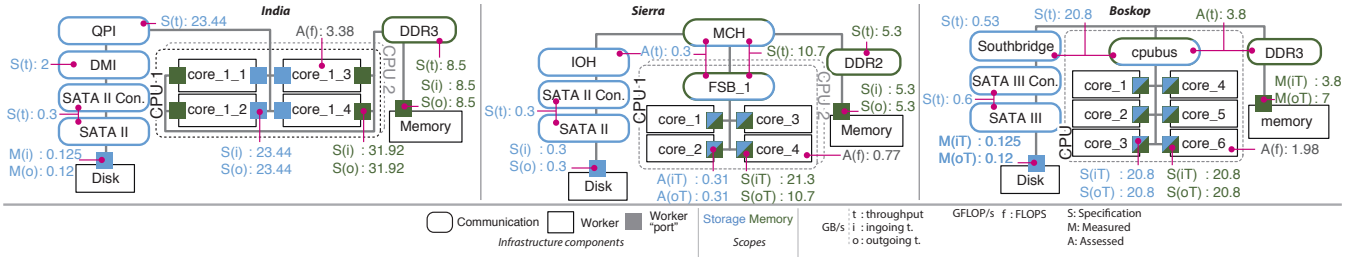 India
QPI
S(t): 23.44
DMI
S(t): 2
SATA II Con.
S(t): 0.3
SATA II
M(i) : 0.125
M(o): 0.12
Disk
A(f): 3.38
CPU 1
CPU 2
core_1_1
core_1_3
core_1_2
core_1_4
DDR3
S(t): 8.5
S(i) : 8.5
S(o): 8.5
Memory
S(i) : 23.44
S(o): 23.44
S(i) : 31.92
S(o): 31.92
Sierra
MCH
A(t): 0.3
S(t): 10.7
S(t): 5.3
IOH
DDR2
SATA II Con.
S(t): 0.3
SATA II
S(i) : 0.3
S(o): 0.3
Disk
CPU 1
CPU 2
FSB_1
core_1
core_3
core_2
core_4
S(i) : 5.3
S(o): 5.3
Memory
A(f): 0.77
A(iT) : 0.31
A(oT): 0.31
S(iT) : 21.3
S(oT): 10.7
Boskop
S(t): 0.53
S(t): 20.8
A(t): 3.8
Southbridge
cpubus
DDR3
SATA III Con.
S(t): 0.6
SATA III
M(iT) : 0.125
M(oT): 0.12
Disk
CPU
core_1
core_4
core_2
core_5
core_3
core_6
M(iT) : 3.8
M(oT): 7
memory
A(f): 1.98
S(iT) : 20.8
S(oT): 20.8
S(iT) : 20.8
S(oT): 20.8
Communication
Worker
Worker
"port"
Infrastructure components
Storage Memory
Scopes
GB/s
t : throughput
i : ingoing t.
o : outgoing t.
GFLOP/s f : FLOPS
S: Specification
M: Measured
A: Assessed